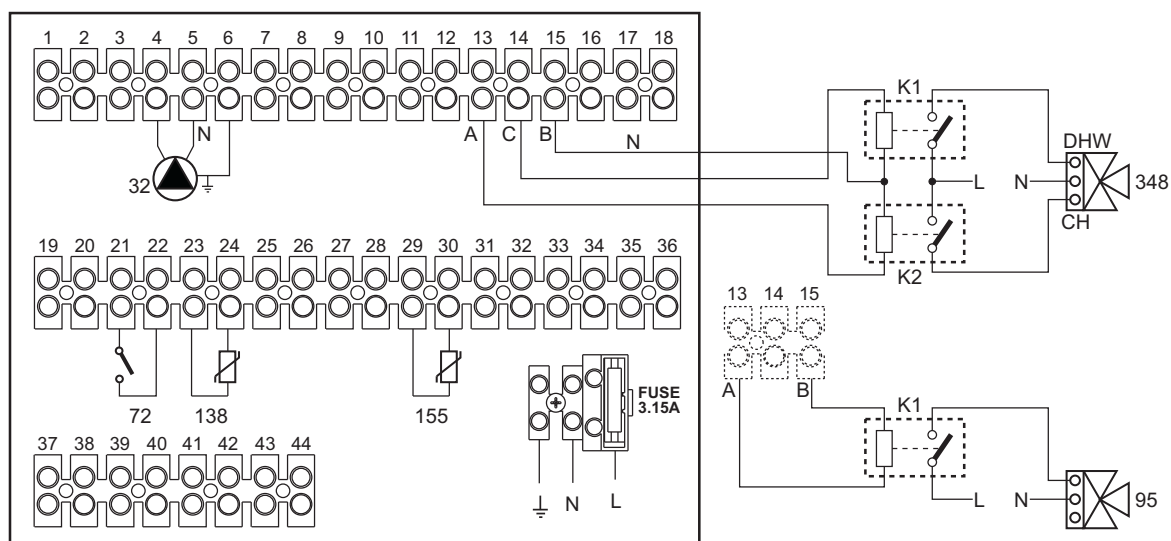 1 2 3 4 5 6 7 8 9 10 11 12 13 14 15 16 17 18
N
32
A C B N
K1
DHW
L N 348
CH
K2
19 20 21 22 23 24 25 26 27 28 29 30 31 32 33 34 35 36
72 138 155
FUSE
3.15A
N L
13 14 15
A B
K1
L N 95
37 38 39 40 41 42 43 44